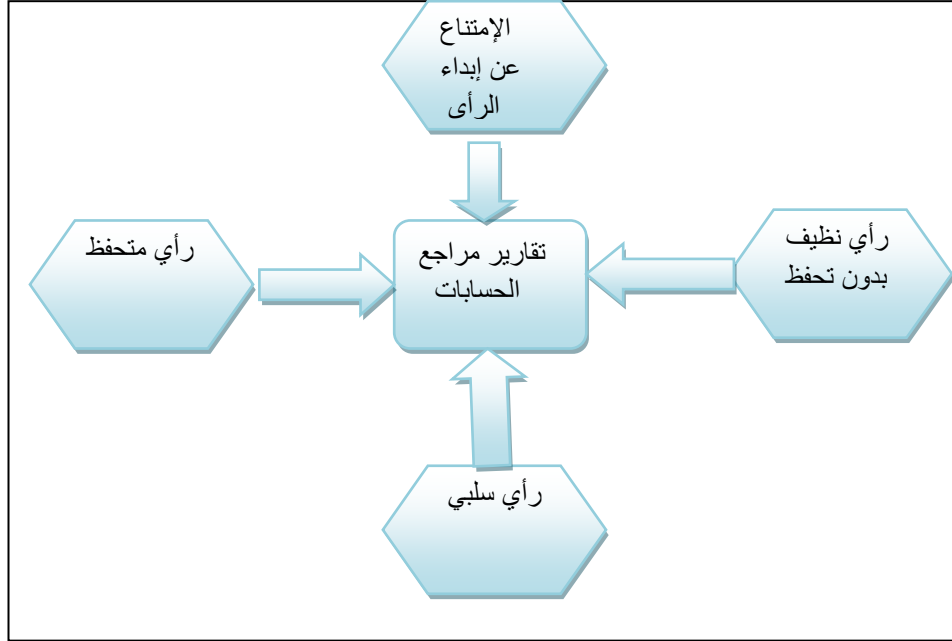 الإمتناع
عن إبداء
الرأى
رأي نظيف
بدون تحفظ
تقارير مراجع
الحسابات
رأي متحفظ
رأي سلبي